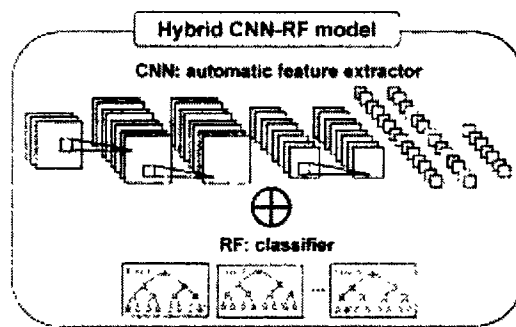 Hybrid CNN-RF model
CNN: automatic feature extractor
RF: classifier
...